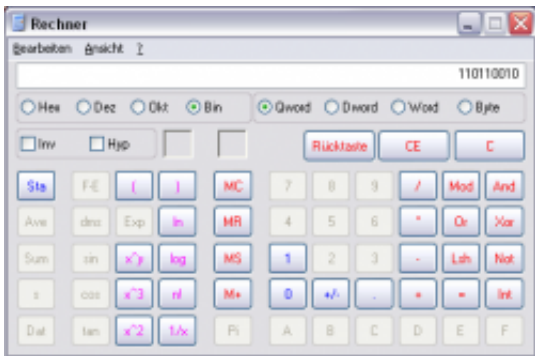 Rechner
Bearbeiten Ansicht ?
110110010
Hex Dez Okt Bin Qword Dword Word Byte
Inv Hyp Rücktaste CE C
Sta F-E ( ) MC 7 8 9 / Mod And
Ave dms Exp ln MR 4 5 6 * Or Xor
Sum sin x^y log MS 1 2 3 - Lsh Not
s cos x^3 n! M+ 0 +/- . + = Int
Dat tan x^2 1/x Pi A B C D E F